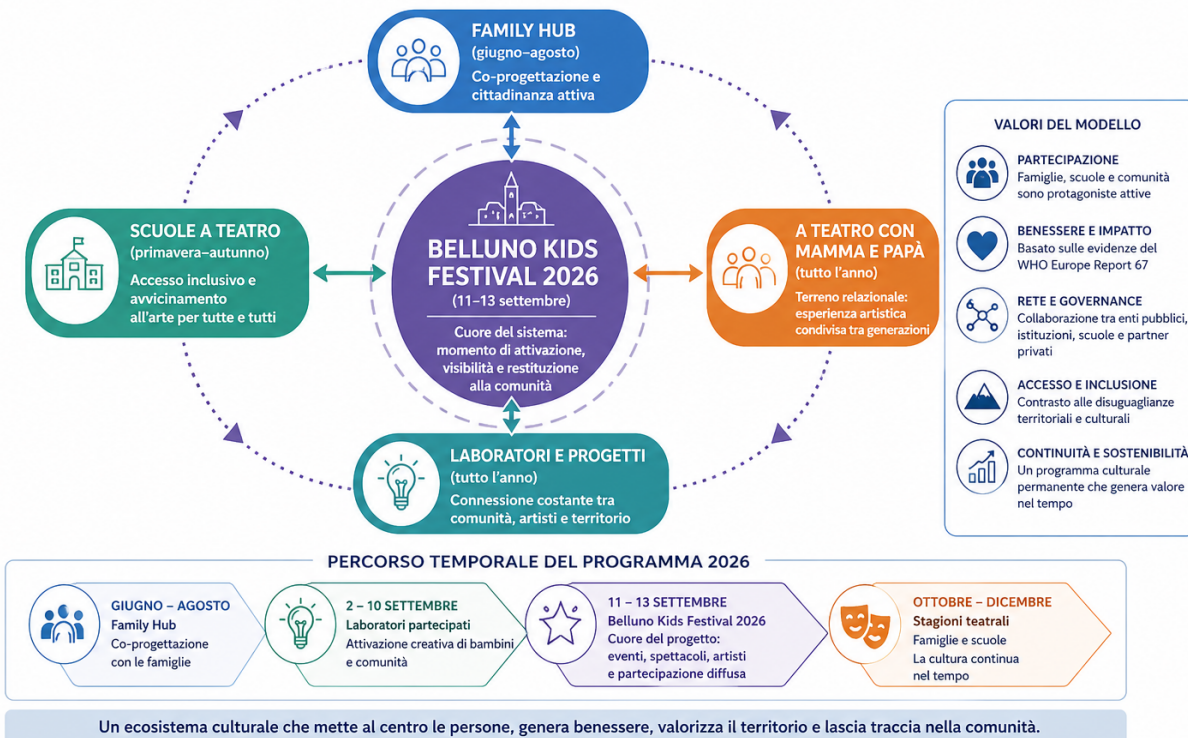 FAMILY HUB
(giugno–agosto)
Co-progettazione e
cittadinanza attiva
SCUOLE A TEATRO
(primavera–autunno)
Accesso inclusivo e
avvicinamento
all'arte per tutte e tutti
BELLUNO KIDS
FESTIVAL 2026
(11–13 settembre)
Cuore del sistema:
momento di attivazione,
visibilità e restituzione
alla comunità
A TEATRO CON
MAMMA E PAPÀ
(tutto l'anno)
Terreno relazionale:
esperienza artistica
condivisa tra generazioni
LABORATORI E PROGETTI
(tutto l'anno)
Connessione costante tra
comunità, artisti e territorio
VALORI DEL MODELLO
PARTECIPAZIONE
Famiglie, scuole e comunità
sono protagoniste attive
BENESSERE E IMPATTO
Basato sulle evidenze del
WHO Europe Report 67
RETE E GOVERNANCE
Collaborazione tra enti pubblici,
istituzioni, scuole e partner
privati
ACCESSO E INCLUSIONE
Contrasto alle disuguaglianze
territoriali e culturali
CONTINUITÀ E SOSTENIBILITÀ
Un programma culturale
permanente che genera valore
nel tempo
PERCORSO TEMPORALE DEL PROGRAMMA 2026
GIUGNO – AGOSTO
Family Hub
Co-progettazione
con le famiglie
2 – 10 SETTEMBRE
Laboratori partecipati
Attivazione creativa di bambini
e comunità
11 – 13 SETTEMBRE
Belluno Kids Festival 2026
Cuore del progetto:
eventi, spettacoli, artisti
e partecipazione diffusa
OTTOBRE – DICEMBRE
Stagioni teatrali
Famiglie e scuole
La cultura continua
nel tempo
Un ecosistema culturale che mette al centro le persone, genera benessere, valorizza il territorio e lascia traccia nella comunità.